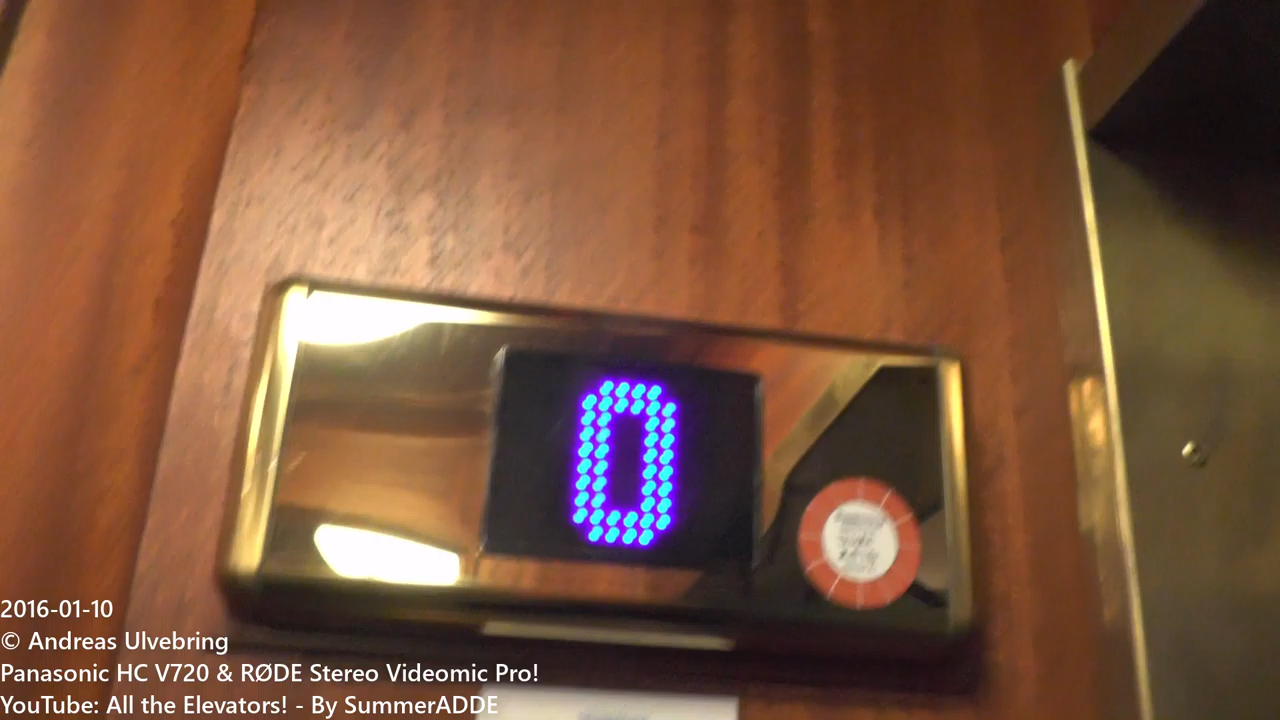 0
2016-01-10
© Andreas Ulvebring
Panasonic HC V720 & RØDE Stereo Videomic Pro!
YouTube: All the Elevators! - By SummerADDE